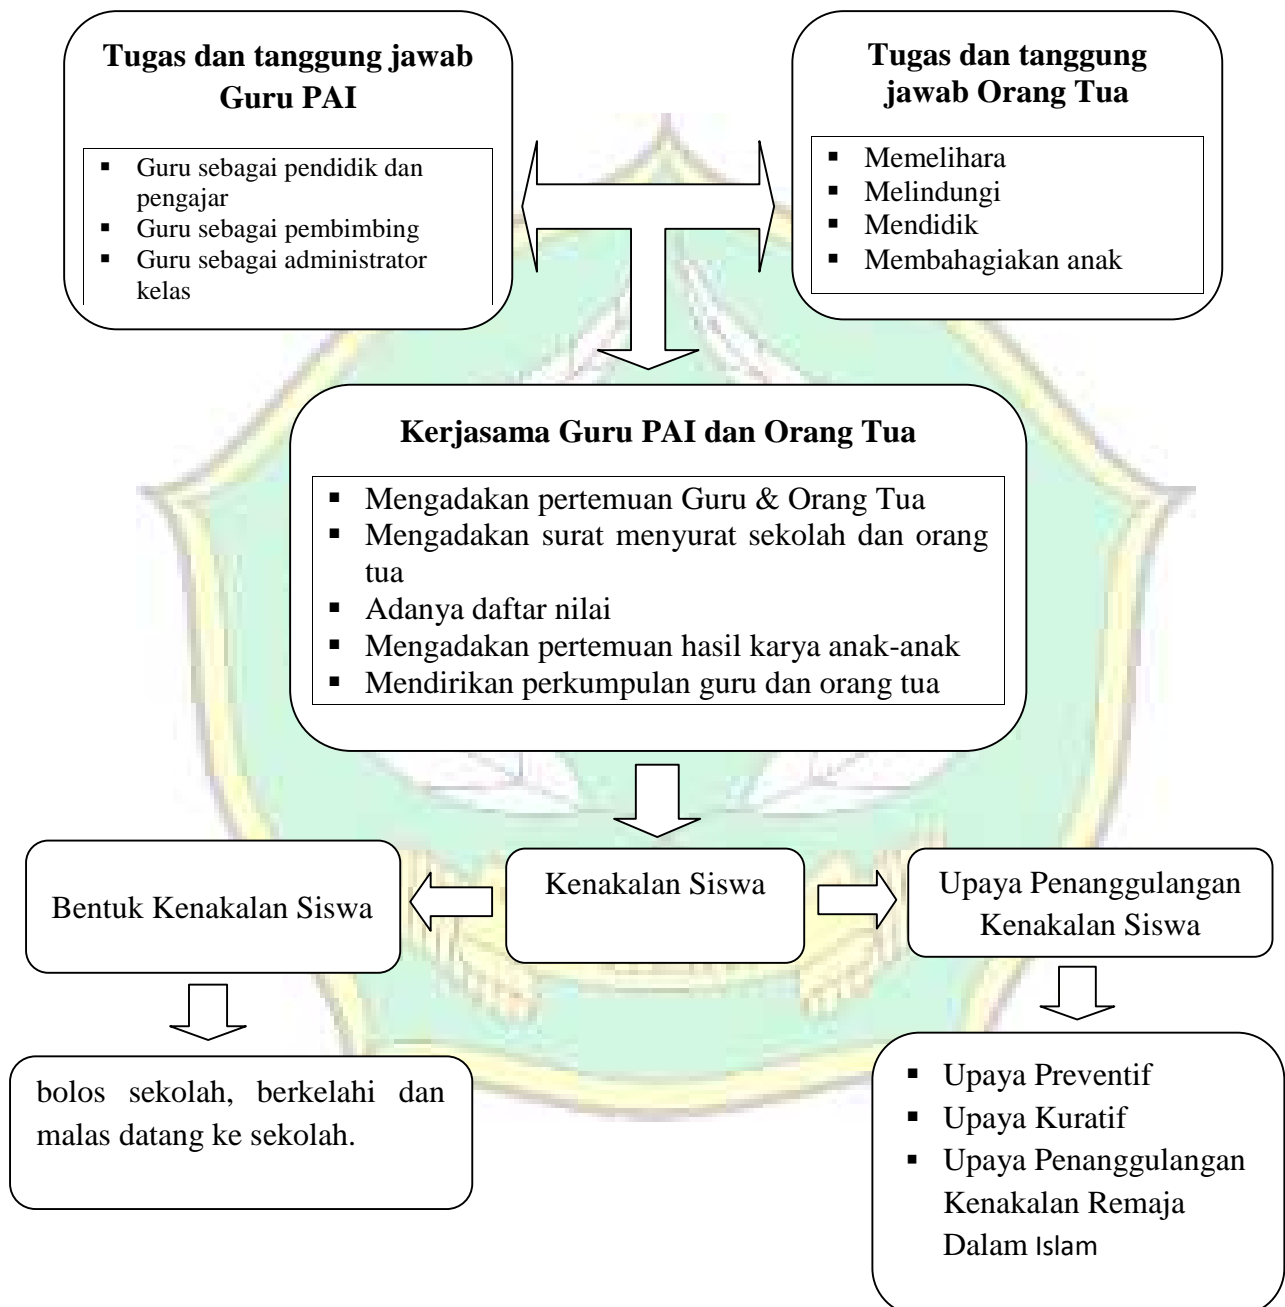 Tugas dan tanggung jawab
Guru PAI
▪ Guru sebagai pendidik dan
pengajar
▪ Guru sebagai pembimbing
▪ Guru sebagai administrator
kelas
Tugas dan tanggung
jawab Orang Tua
▪ Memelihara
▪ Melindungi
▪ Mendidik
▪ Membahagiakan anak
Kerjasama Guru PAI dan Orang Tua
▪ Mengadakan pertemuan Guru & Orang Tua
▪ Mengadakan surat menyurat sekolah dan orang
tua
▪ Adanya daftar nilai
▪ Mengadakan pertemuan hasil karya anak-anak
▪ Mendirikan perkumpulan guru dan orang tua
Bentuk Kenakalan Siswa
Kenakalan Siswa
Upaya Penanggulangan
Kenakalan Siswa
bolos sekolah, berkelahi dan
malas datang ke sekolah.
▪ Upaya Preventif
▪ Upaya Kuratif
▪ Upaya Penanggulangan
Kenakalan Remaja
Dalam Islam